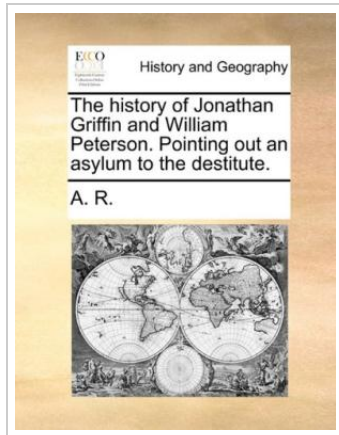 ECCO
History and Geography
The history of Jonathan
Griffin and William
Peterson. Pointing out an
asylum to the destitute.
A. R.